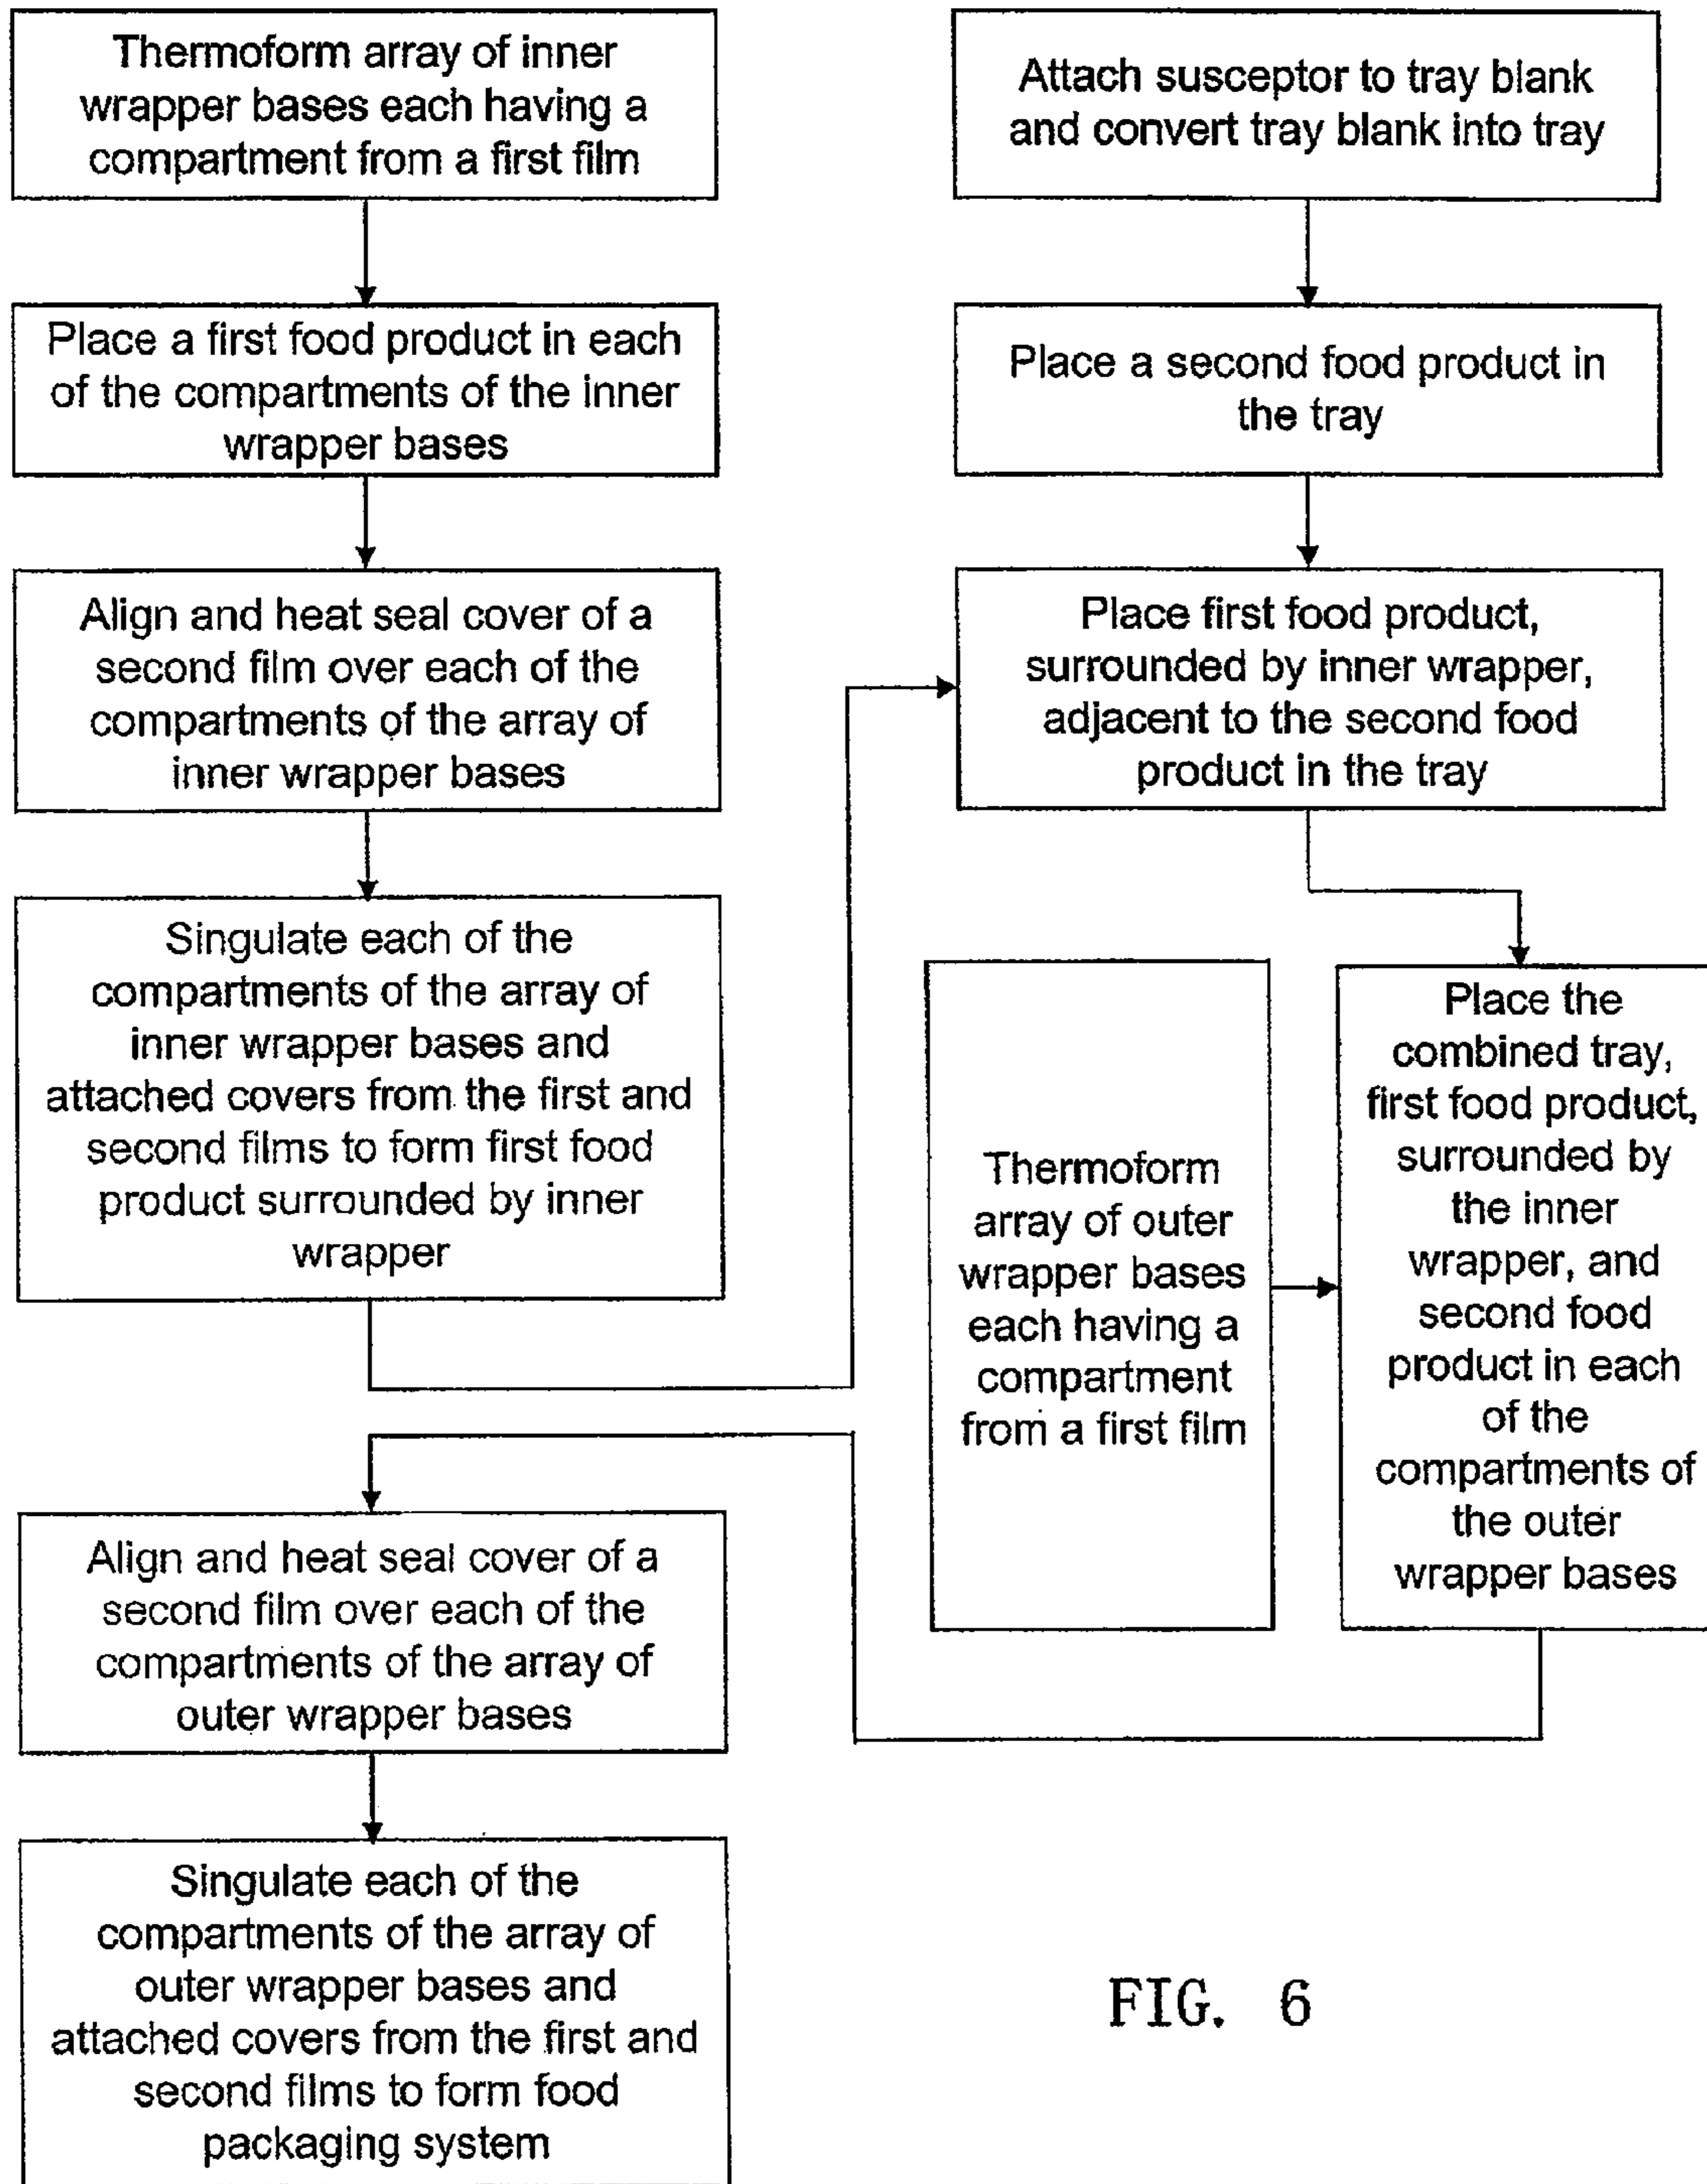 Thermoform array of inner
wrapper bases each having a
compartment from a first film
Place a first food product in each
of the compartments of the inner
wrapper bases
Align and heat seal cover of a
second film over each of the
compartments of the array of
inner wrapper bases
Singulate each of the
compartments of the array of
inner wrapper bases and
attached covers from the first and
second films to form first food
product surrounded by inner
wrapper
Attach susceptor to tray blank
and convert tray blank into tray
Place a second food product in
the tray
Place first food product,
surrounded by inner wrapper,
adjacent to the second food
product in the tray
Thermoform
array of outer
wrapper bases
each having a
compartment
from a first film
Place the
combined tray,
first food product,
surrounded by
the inner
wrapper, and
second food
product in each
of the
compartments of
the outer
wrapper bases
Align and heat seal cover of a
second film over each of the
compartments of the array of
outer wrapper bases
Singulate each of the
compartments of the array of
outer wrapper bases and
attached covers from the first and
second films to form food
packaging system
FIG. 6